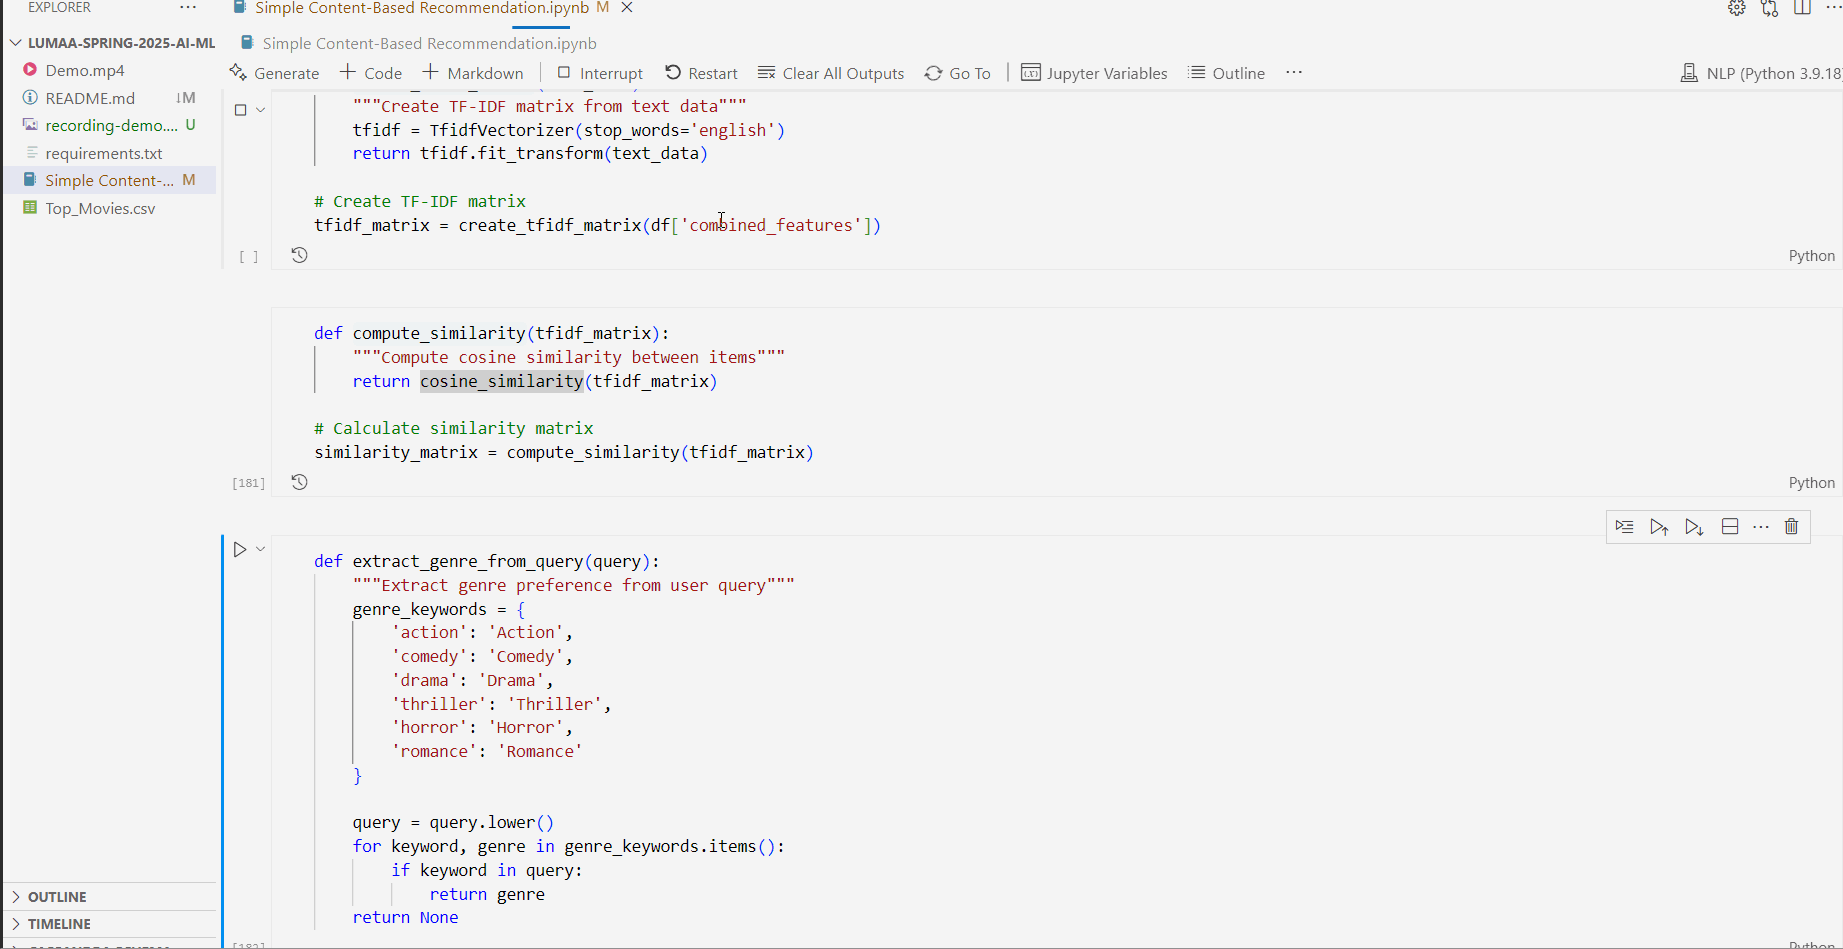 EXPLORER
···
LUMAA-SPRING-2025-AI-ML
Demo.mp4
README.md ↓M
recording-demo.... U
requirements.txt
Simple Content-... M
Top_Movies.csv
OUTLINE
TIMELINE
Simple Content-Based Recommendation.ipynb M
Simple Content-Based Recommendation.ipynb
Generate + Code + Markdown Interrupt Restart Clear All Outputs Go To Jupyter Variables Outline ··· NLP (Python 3.9.18)
"""Create TF-IDF matrix from text data"""
tfidf = TfidfVectorizer(stop_words='english')
return tfidf.fit_transform(text_data)
# Create TF-IDF matrix
tfidf_matrix = create_tfidf_matrix(df['combined_features'])
[ ]
Python
def compute_similarity(tfidf_matrix):
"""Compute cosine similarity between items"""
return cosine_similarity(tfidf_matrix)
# Calculate similarity matrix
similarity_matrix = compute_similarity(tfidf_matrix)
[181]
Python
def extract_genre_from_query(query):
"""Extract genre preference from user query"""
genre_keywords = {
'action': 'Action',
'comedy': 'Comedy',
'drama': 'Drama',
'thriller': 'Thriller',
'horror': 'Horror',
'romance': 'Romance'
}
query = query.lower()
for keyword, genre in genre_keywords.items():
if keyword in query:
return genre
return None
[182]
Python